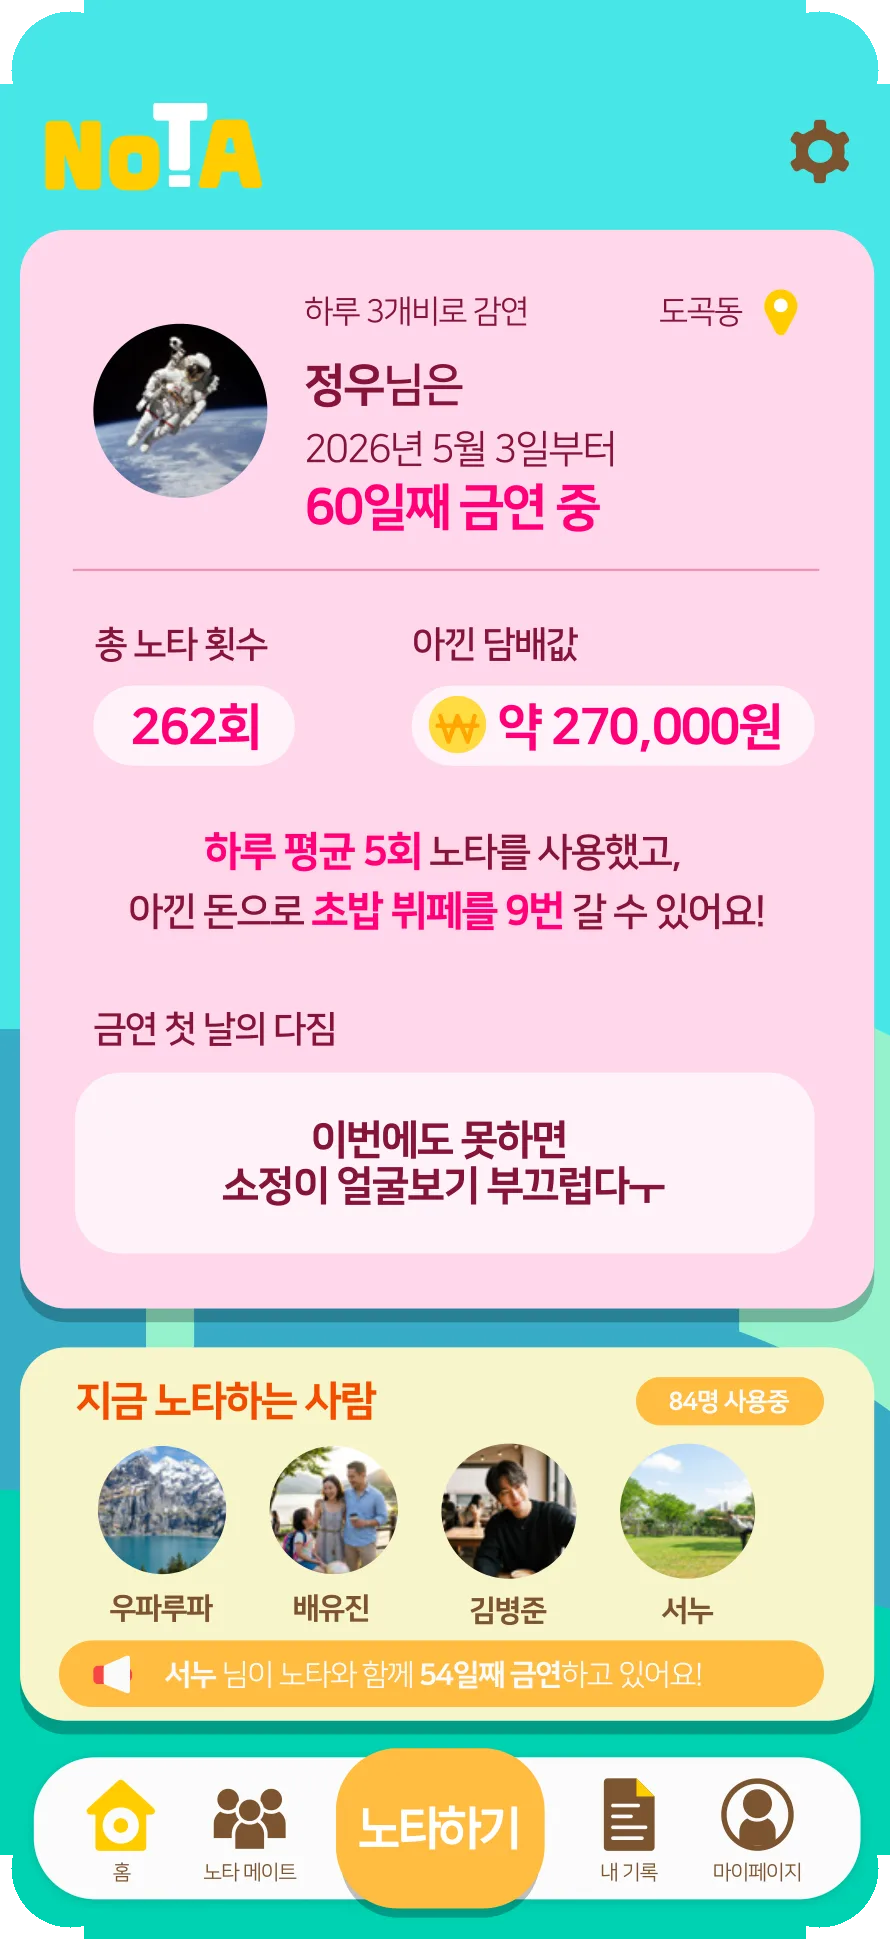 NoTA
하루 3개비로 감연
도곡동
정우님은
2026년 5월 3일부터
60일째 금연 중
총 노타 횟수
아낀 담배값
262회
₩ 약 270,000원
하루 평균 5회 노타를 사용했고,
아낀 돈으로 초밥 뷔페를 9번 갈 수 있어요!
금연 첫 날의 다짐
이번에도 못하면
소정이 얼굴보기 부끄럽다ㅜ
지금 노타하는 사람
84명 사용중
우파루파
배유진
김병준
서누
서누 님이 노타와 함께 54일째 금연하고 있어요!
홈
노타 메이트
노타하기
내 기록
마이페이지